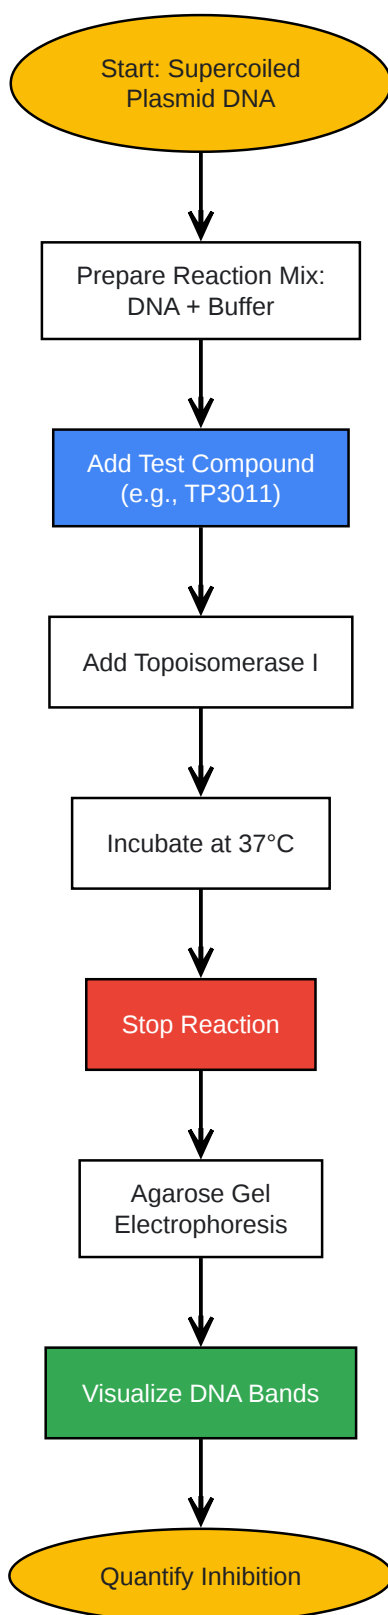 Start: Supercoiled
Plasmid DNA
Prepare Reaction Mix:
DNA + Buffer
Add Test Compound
(e.g., TP3011)
Add Topoisomerase I
Incubate at 37°C
Stop Reaction
Agarose Gel
Electrophoresis
Visualize DNA Bands
Quantify Inhibition